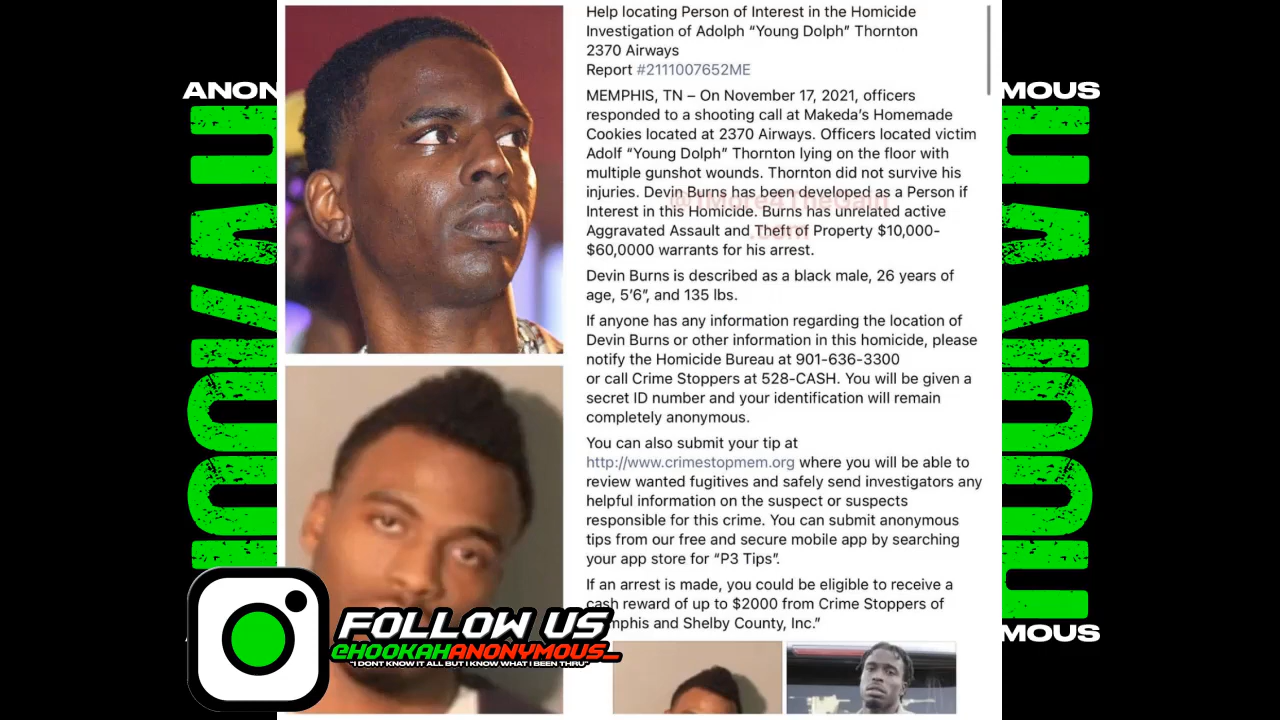 Help locating Person of Interest in the Homicide
Investigation of Adolph “Young Dolph” Thornton
2370 Airways
Report #2111007652ME
MEMPHIS, TN – On November 17, 2021, officers
responded to a shooting call at Makeda’s Homemade
Cookies located at 2370 Airways. Officers located victim
Adolf “Young Dolph” Thornton lying on the floor with
multiple gunshot wounds. Thornton did not survive his
injuries. Devin Burns has been developed as a Person if
Interest in this Homicide. Burns has unrelated active
Aggravated Assault and Theft of Property $10,000-
$60,0000 warrants for his arrest.
Devin Burns is described as a black male, 26 years of
age, 5’6”, and 135 lbs.
If anyone has any information regarding the location of
Devin Burns or other information in this homicide, please
notify the Homicide Bureau at 901-636-3300
or call Crime Stoppers at 528-CASH. You will be given a
secret ID number and your identification will remain
completely anonymous.
You can also submit your tip at
http://www.crimestopmem.org where you will be able to
review wanted fugitives and safely send investigators any
helpful information on the suspect or suspects
responsible for this crime. You can submit anonymous
tips from our free and secure mobile app by searching
your app store for “P3 Tips”.
If an arrest is made, you could be eligible to receive a
cash reward of up to $2000 from Crime Stoppers of
mphis and Shelby County, Inc.”
@1More4TheGain
.com
ANON
MOUS
MOUS
FOLLOW US
@HOOKAHANONYMOUS_
"I DONT KNOW IT ALL BUT I KNOW WHAT I BEEN THRU"